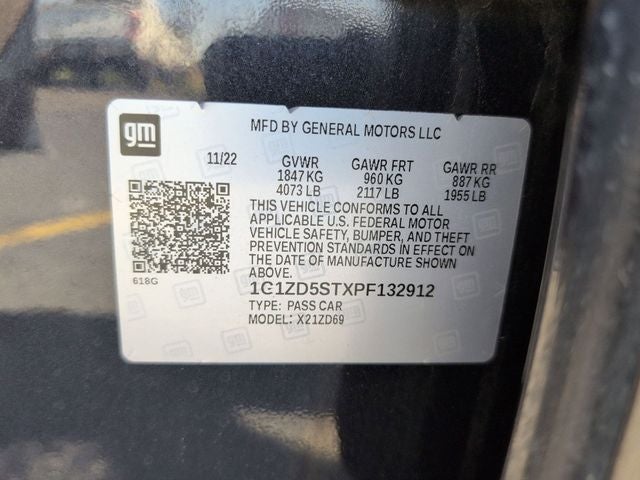 gm
MFD BY GENERAL MOTORS LLC
11/22 GVWR GAWR FRT GAWR RR
1847 KG 960 KG 887 KG
4073 LB 2117 LB 1955 LB
THIS VEHICLE CONFORMS TO ALL
APPLICABLE U.S. FEDERAL MOTOR
VEHICLE SAFETY, BUMPER, AND THEFT
PREVENTION STANDARDS IN EFFECT ON
THE DATE OF MANUFACTURE SHOWN
ABOVE.
618G
1G1ZD5STXPF132912
TYPE: PASS CAR
MODEL: X21ZD69